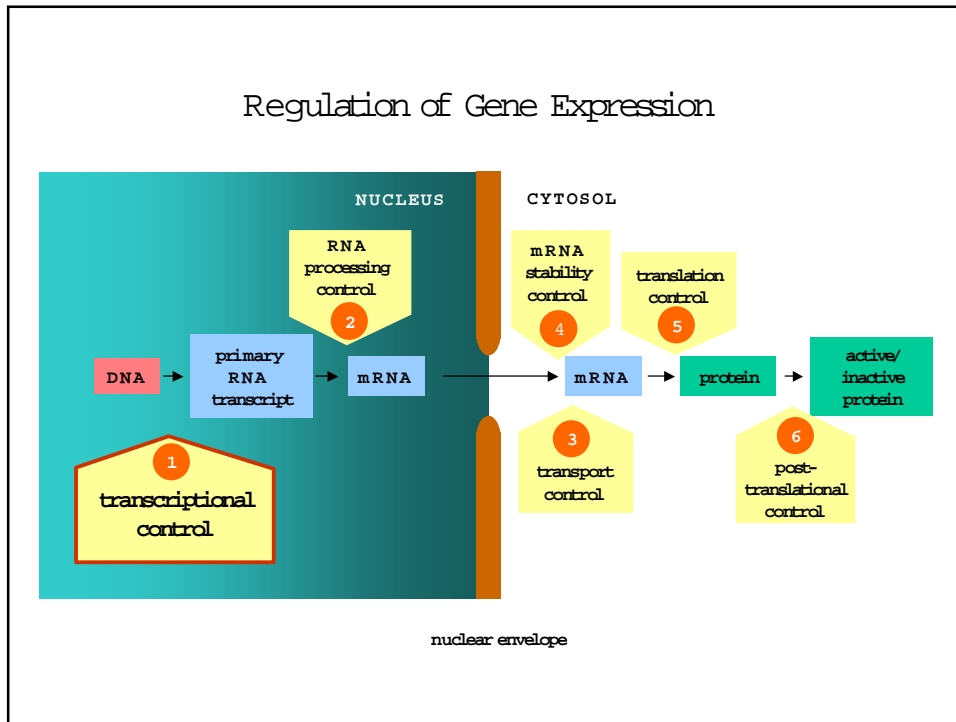 Regulation of Gene Expression
NUCLEUS
CYTOSOL
RNA
processing
control
2
mRNA
stability
control
4
translation
control
5
DNA
primary
RNA
transcript
mRNA
mRNA
protein
active/
inactive
protein
1
transcriptional
control
3
transport
control
6
post-
translational
control
nuclear envelope